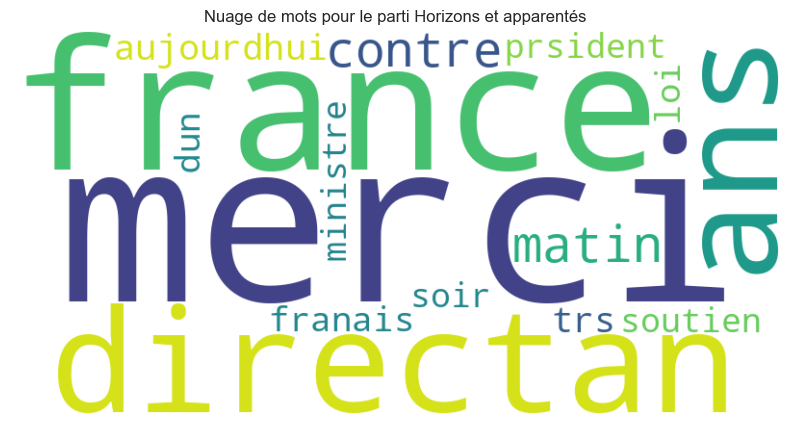 Nuage de mots pour le parti Horizons et apparentés
aujourdhui contre prsident
france
loi
ans
dun
ministre
merci
matin
soir
franais trs soutien
directan